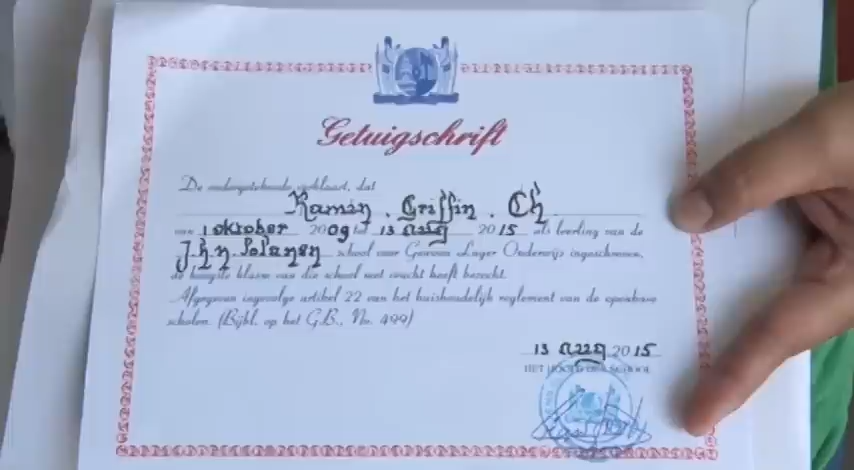 Getuigschrift
De ondergetekende verklaart, dat
Ramin. Griffin. Ch
van 1 oktober 2009 tot 13 aug 2015 als leerling van de
J.h.n. Polanen school voor Gewoon Lager Onderwijs ingeschreven,
de hoogste klasse van die school met vrucht heeft bezocht.
Afgegeven ingevolge artikel 22 van het huishoudelijk reglement van de openbare
scholen. (Bijbl. op het G.B., No. 499)
13 aug 2015
HET HOOFD DER SCHOOL